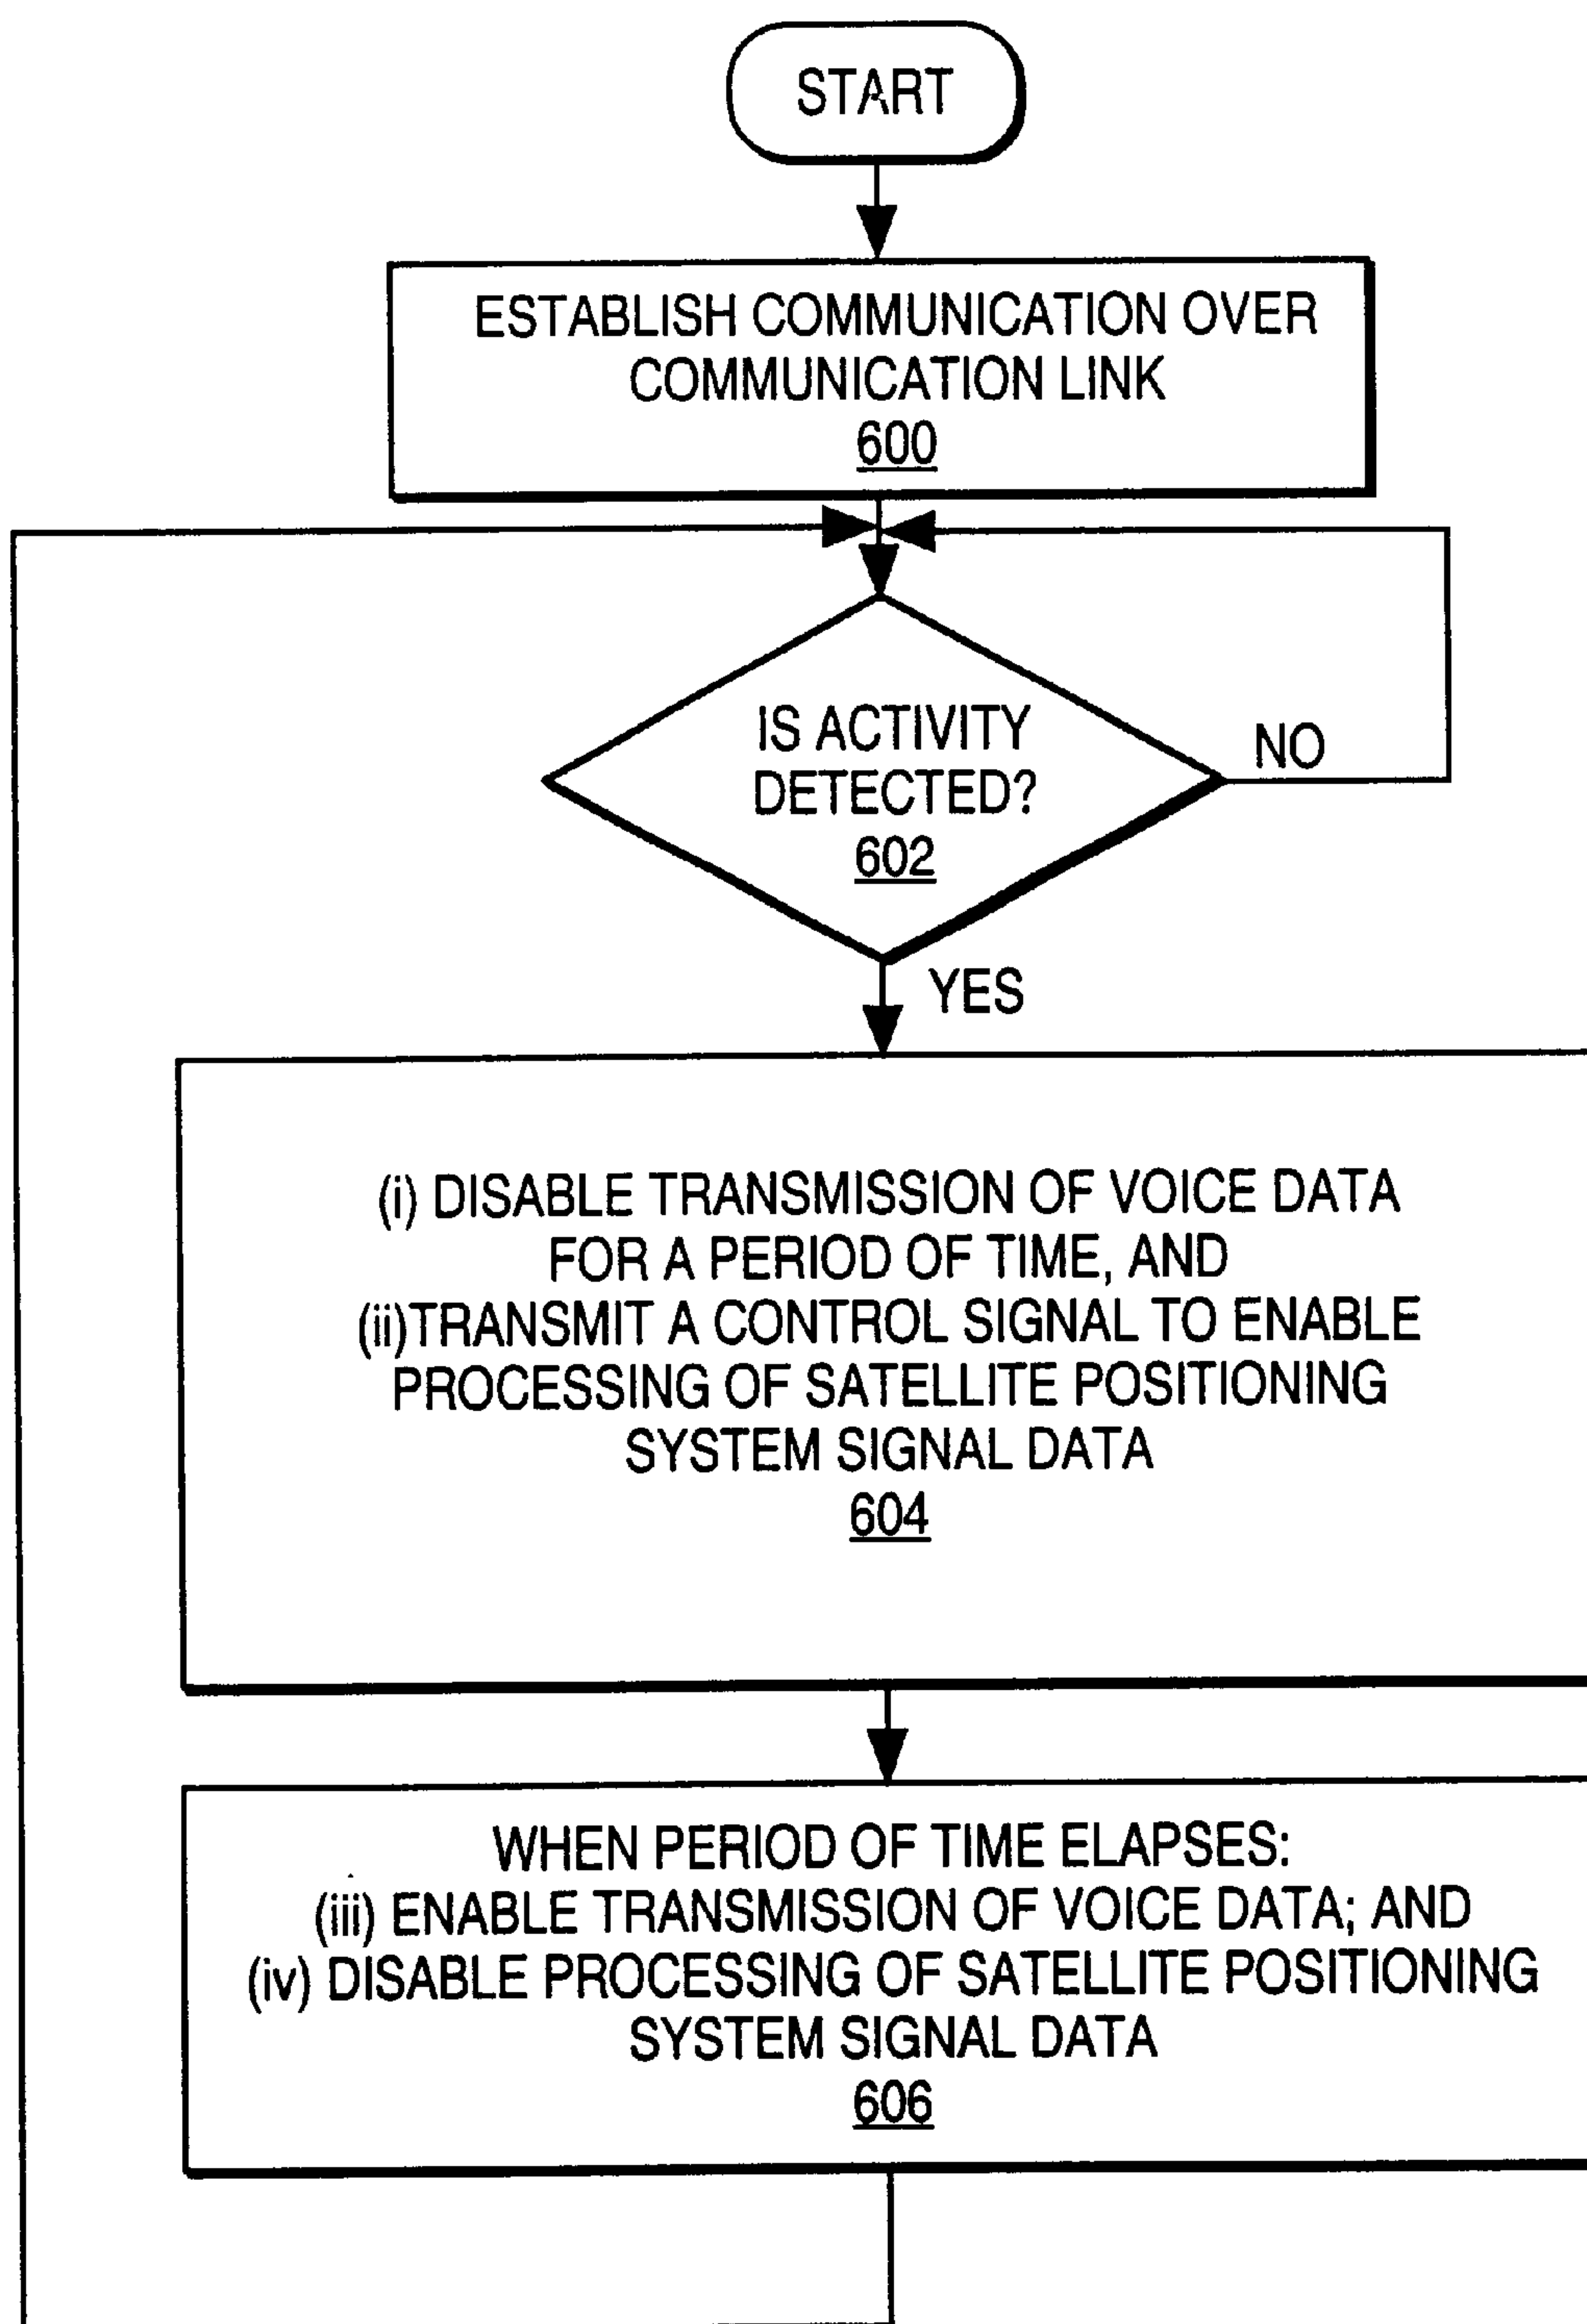 START
ESTABLISH COMMUNICATION OVER
COMMUNICATION LINK
600
IS ACTIVITY
DETECTED?
602
NO
YES
(i) DISABLE TRANSMISSION OF VOICE DATA
FOR A PERIOD OF TIME, AND
(ii)TRANSMIT A CONTROL SIGNAL TO ENABLE
PROCESSING OF SATELLITE POSITIONING
SYSTEM SIGNAL DATA
604
WHEN PERIOD OF TIME ELAPSES:
(iii) ENABLE TRANSMISSION OF VOICE DATA; AND
(iv) DISABLE PROCESSING OF SATELLITE POSITIONING
SYSTEM SIGNAL DATA
606